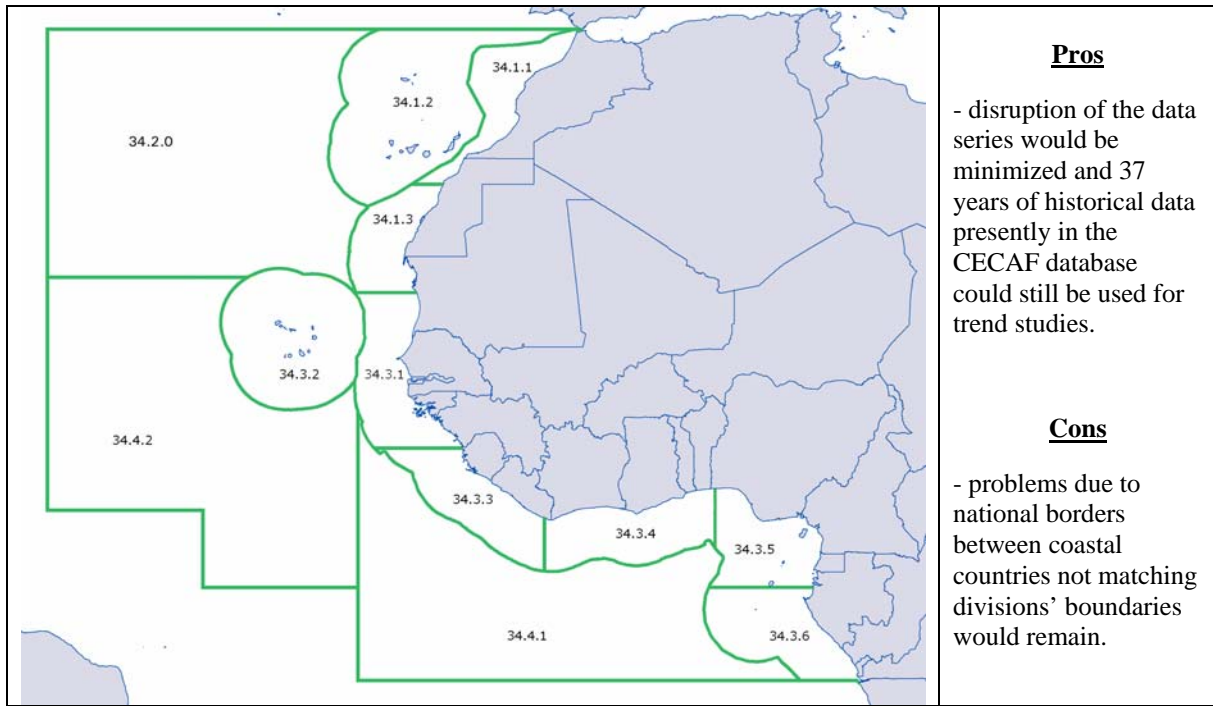 34.1.1
34.1.2
34.2.0
34.1.3
34.3.2
34.3.1
34.4.2
34.3.3
34.3.4
34.3.5
34.4.1
34.3.6
Pros
- disruption of the data
series would be
minimized and 37
years of historical data
presently in the
CECAF database
could still be used for
trend studies.
Cons
- problems due to
national borders
between coastal
countries not matching
divisions’ boundaries
would remain.